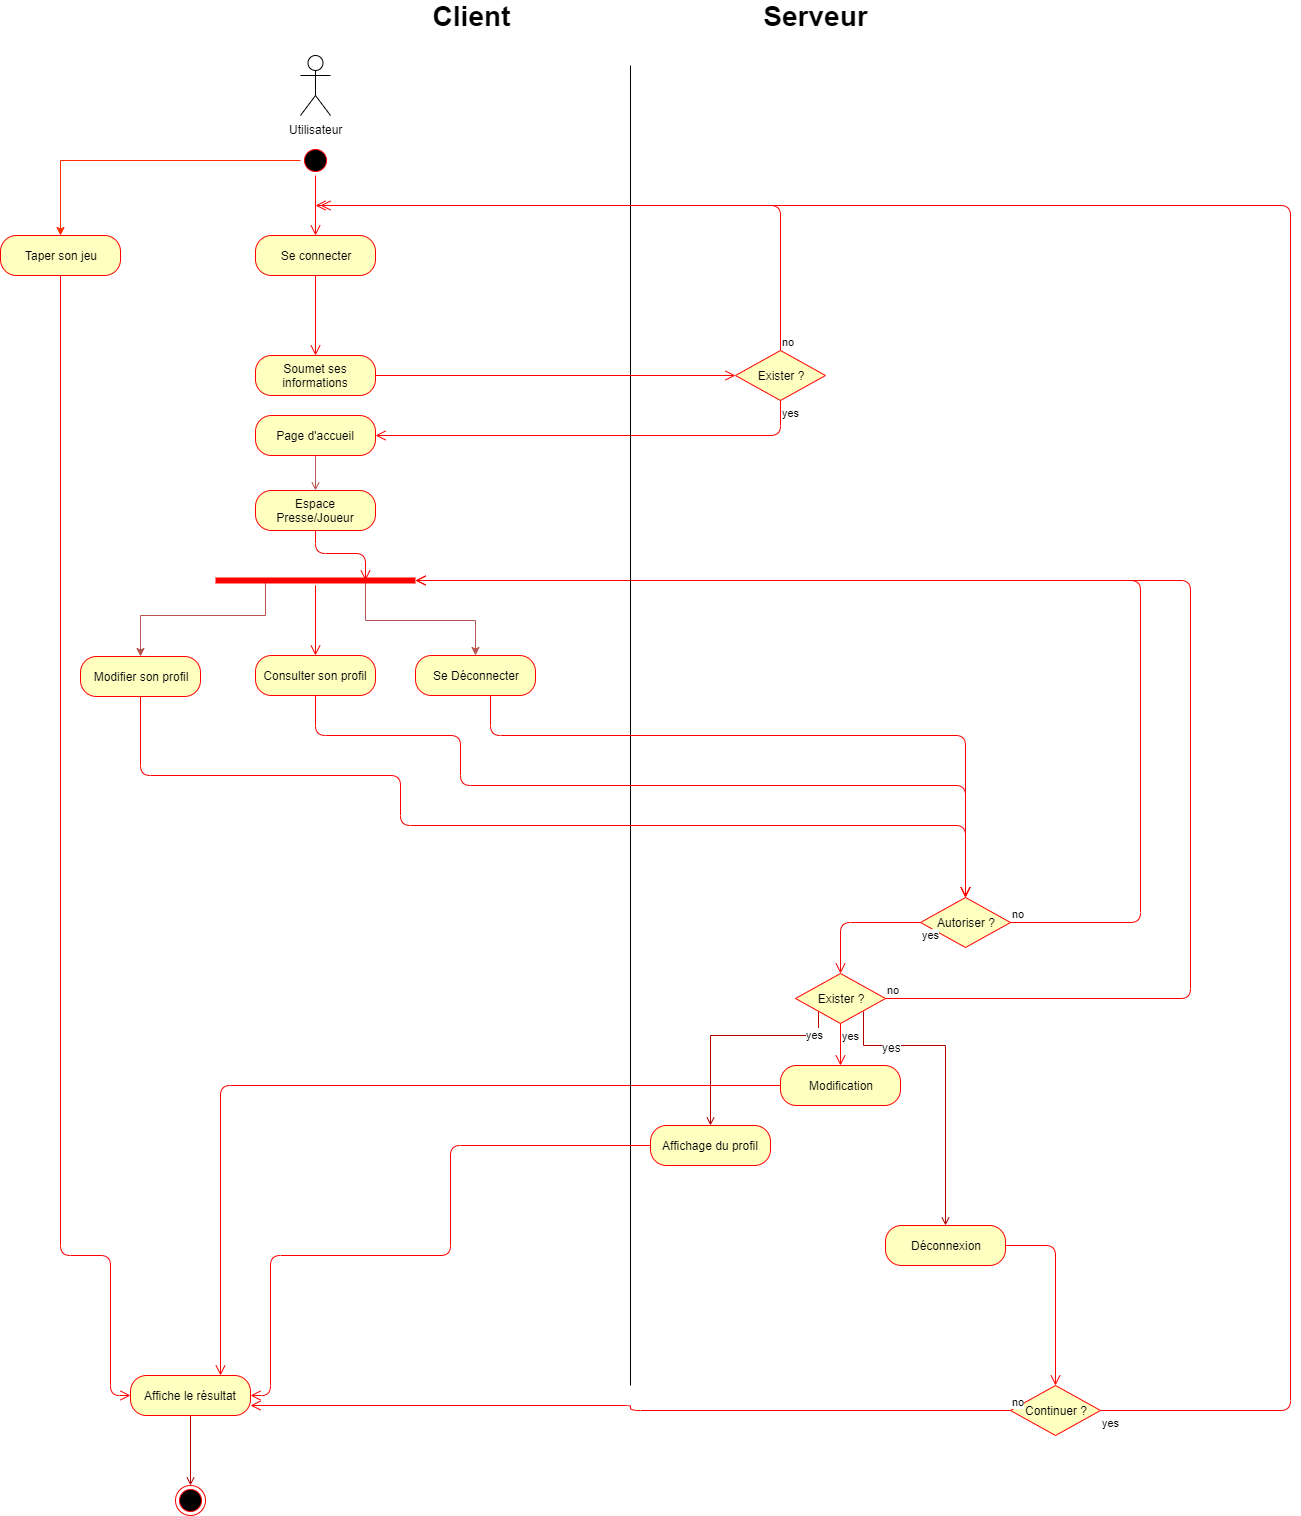 Client
Serveur
Utilisateur
Taper son jeu
Se connecter
Soumet ses
informations
no
Exister ?
yes
Page d'accueil
Espace
Presse/Joueur
Modifier son profil
Consulter son profil
Se Déconnecter
Autoriser ?
no
yes
Exister ?
no
yes
yes
yes
Modification
Affichage du profil
Déconnexion
Affiche le résultat
no
Continuer ?
yes